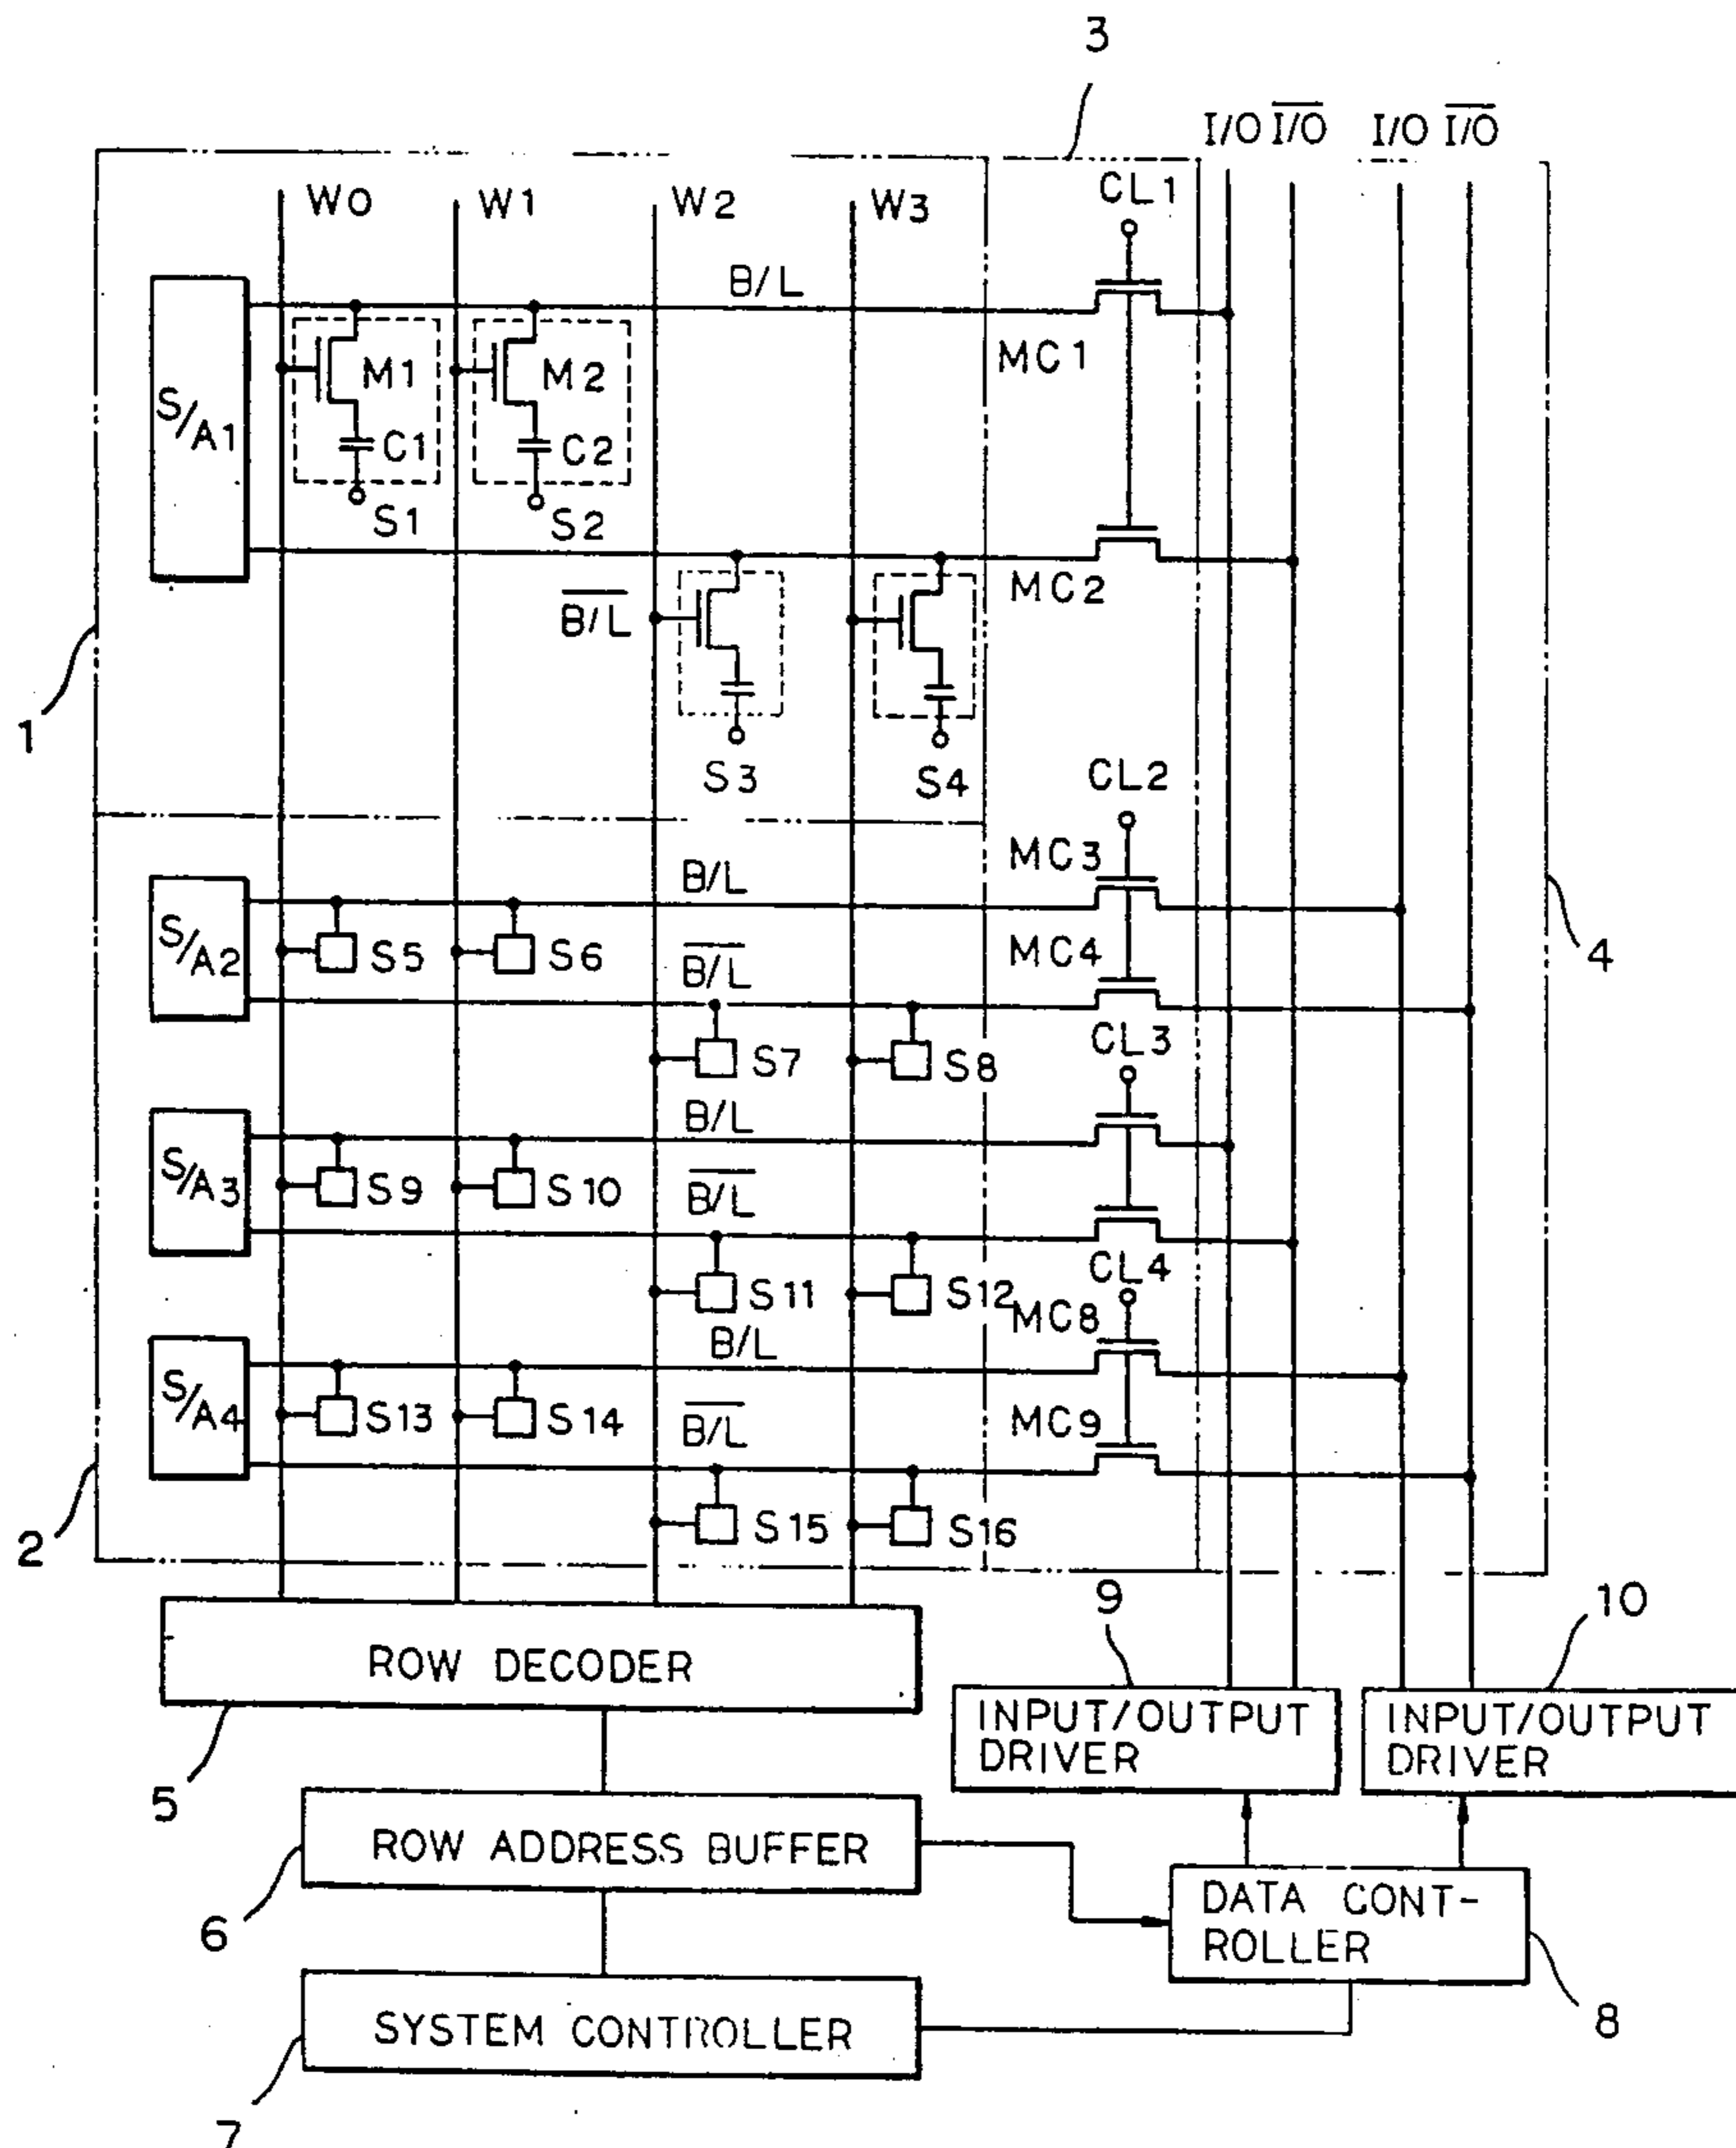 3
I/O I/O I/O I/O
W0 W1 W2 W3 CL1
B/L
S/A1 M1 M2 MC1
C1 C2
S1 S2
B/L MC2
1
S3 S4 CL2
MC3
B/L
S/A2 S5 S6 B/L MC4 4
CL3
S7 S8
B/L
S/A3 S9 S10 B/L
CL4
S11 S12 MC8
B/L
S/A4 S13 S14 B/L MC9
2 S15 S16
9 10
ROW DECODER
5
INPUT/OUTPUT
DRIVER
INPUT/OUTPUT
DRIVER
ROW ADDRESS BUFFER
6
DATA CONT-
ROLLER
8
SYSTEM CONTROLLER
7